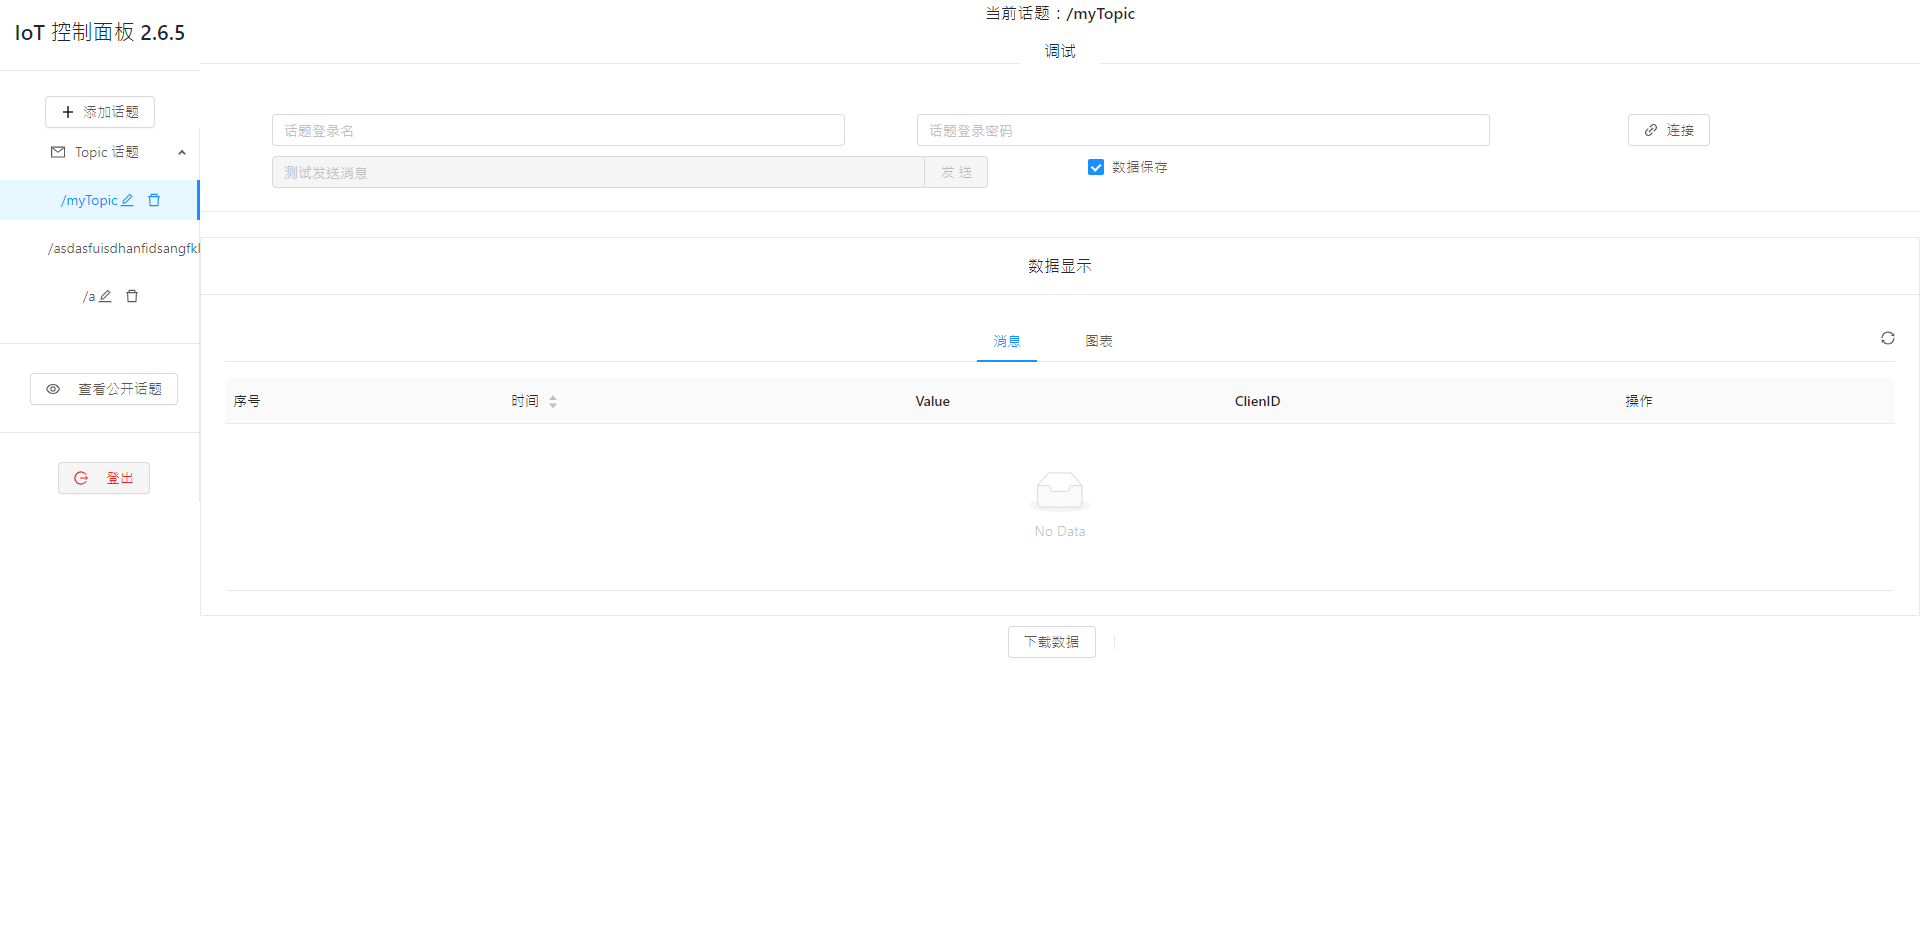 IoT 控制面板 2.6.5
添加话题
Topic 话题
/myTopic
/asdasfuisdhanfidsangfkl
/a
查看公开话题
登出
当前话题：/myTopic
调试
话题登录名
话题登录密码
连接
测试发送消息
发 送
数据保存
数据显示
消息
图表
序号
时间
Value
ClienID
操作
No Data
下载数据